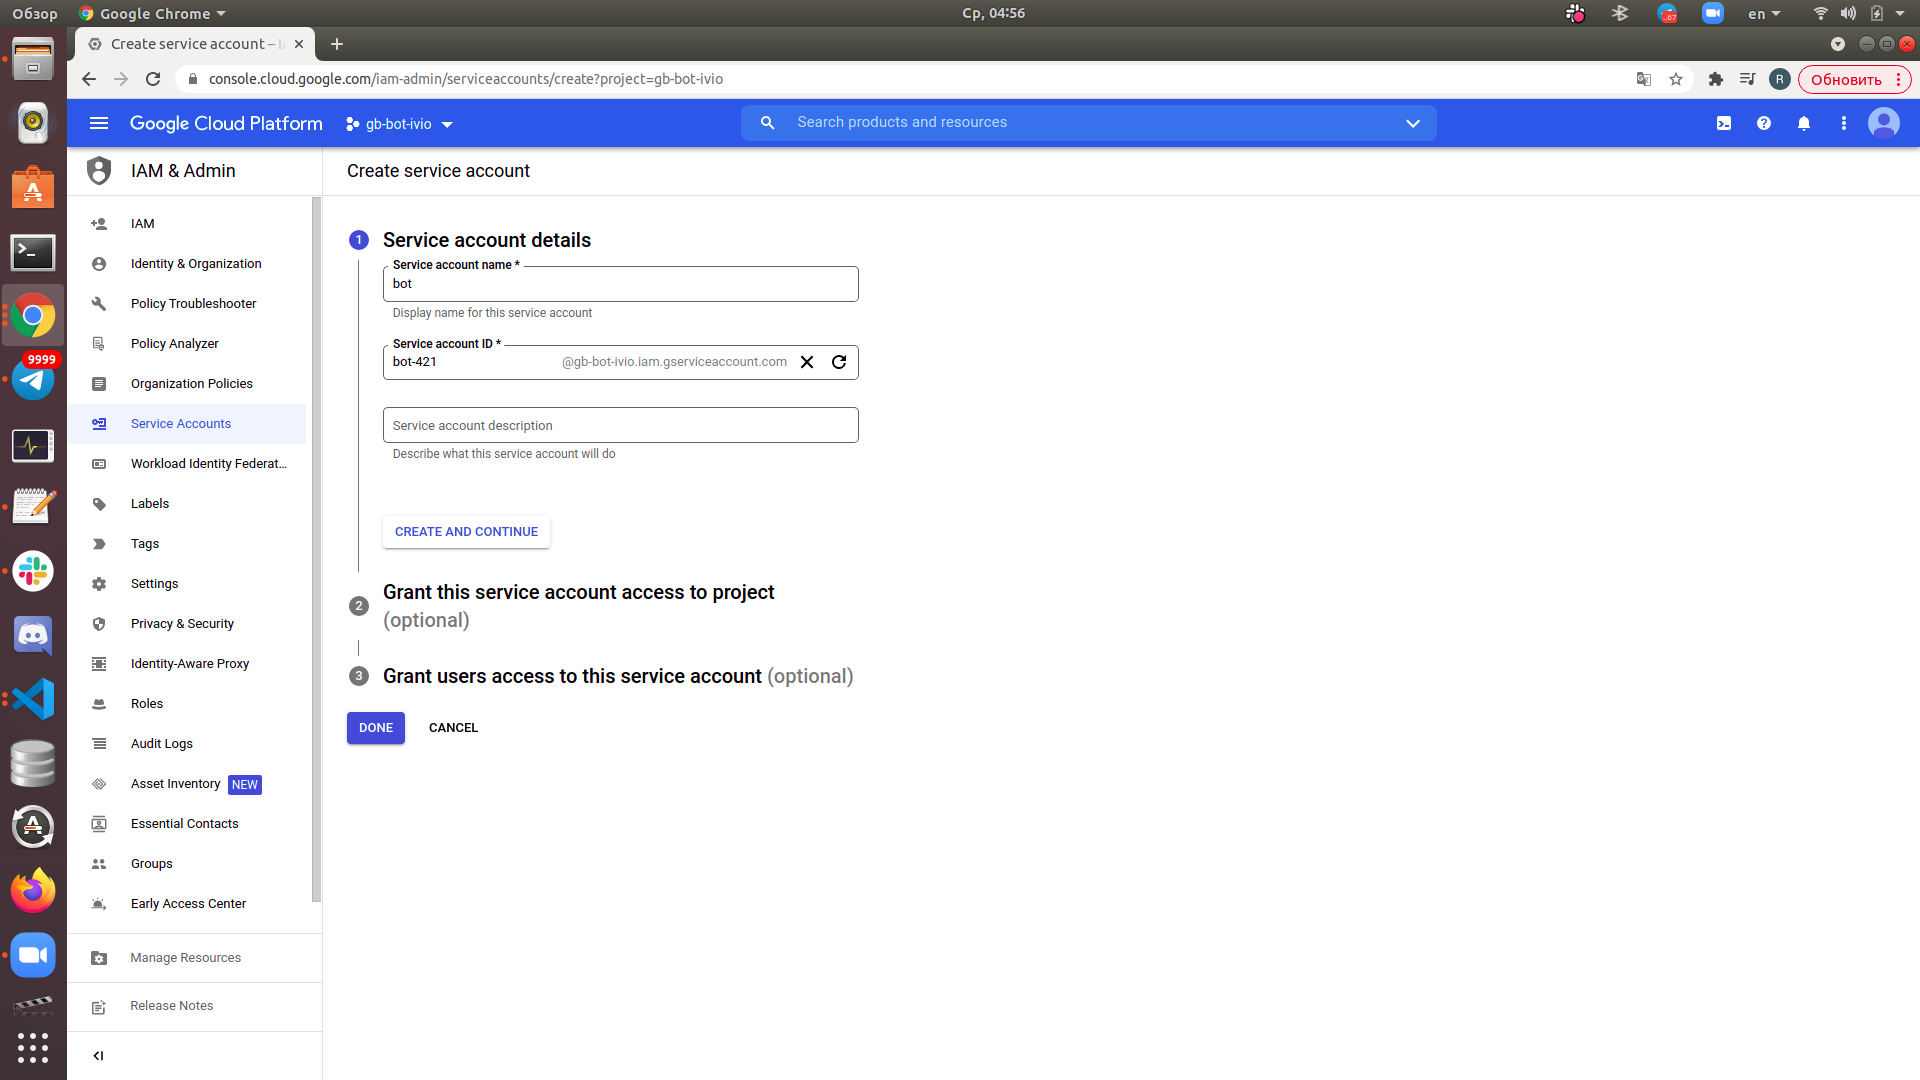 Обзор
Google Chrome
Ср, 04:56
en
Create service account – I
console.cloud.google.com/iam-admin/serviceaccounts/create?project=gb-bot-ivio
R
Обновить
Google Cloud Platform
gb-bot-ivio
Search products and resources
IAM & Admin
Create service account
IAM
Identity & Organization
Policy Troubleshooter
Policy Analyzer
Organization Policies
Service Accounts
Workload Identity Federat...
Labels
Tags
Settings
Privacy & Security
Identity-Aware Proxy
Roles
Audit Logs
Asset Inventory NEW
Essential Contacts
Groups
Early Access Center
Manage Resources
Release Notes
1 Service account details
Service account name *
bot
Display name for this service account
Service account ID *
bot-421 @gb-bot-ivio.iam.gserviceaccount.com
Service account description
Describe what this service account will do
CREATE AND CONTINUE
2 Grant this service account access to project
(optional)
3 Grant users access to this service account (optional)
DONE CANCEL
9999